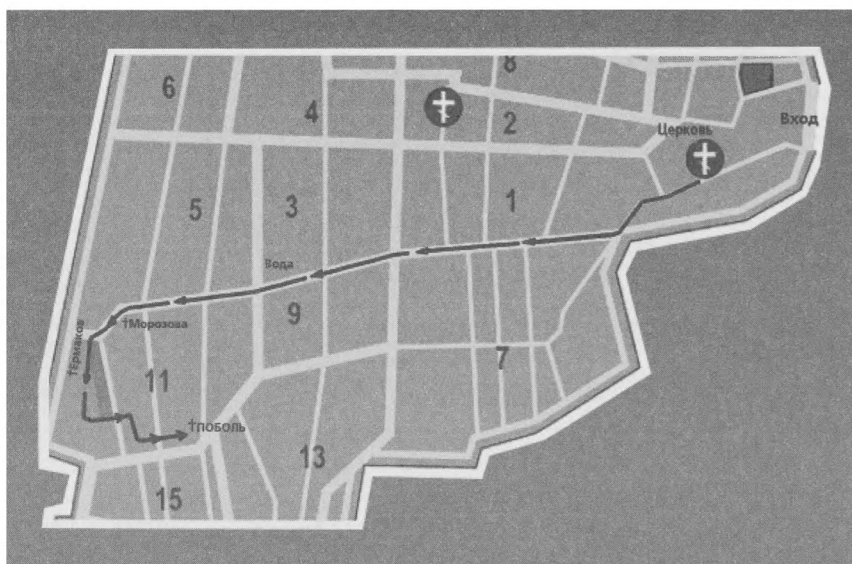 8
6
4
2
Церковь
Вход
5
3
1
Вода
†Морозова
9
†Ермаков
7
11
†ПОБОЛЬ
13
15